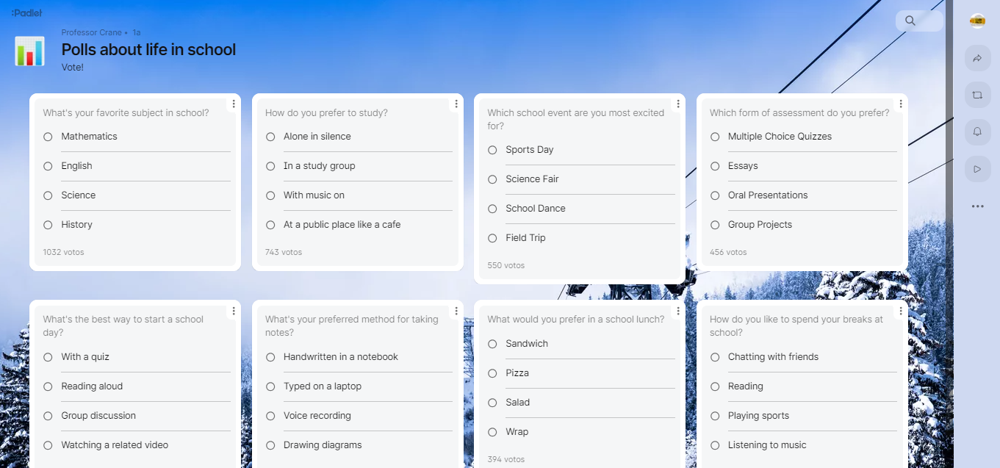 :Padlet
Professor Crane • 1a
Polls about life in school
Vote!
What's your favorite subject in school?
Mathematics
English
Science
History
1032 votos
How do you prefer to study?
Alone in silence
In a study group
With music on
At a public place like a cafe
743 votos
Which school event are you most excited
for?
Sports Day
Science Fair
School Dance
Field Trip
550 votos
Which form of assessment do you prefer?
Multiple Choice Quizzes
Essays
Oral Presentations
Group Projects
456 votos
What's the best way to start a school
day?
With a quiz
Reading aloud
Group discussion
Watching a related video
What's your preferred method for taking
notes?
Handwritten in a notebook
Typed on a laptop
Voice recording
Drawing diagrams
What would you prefer in a school lunch?
Sandwich
Pizza
Salad
Wrap
394 votos
How do you like to spend your breaks at
school?
Chatting with friends
Reading
Playing sports
Listening to music